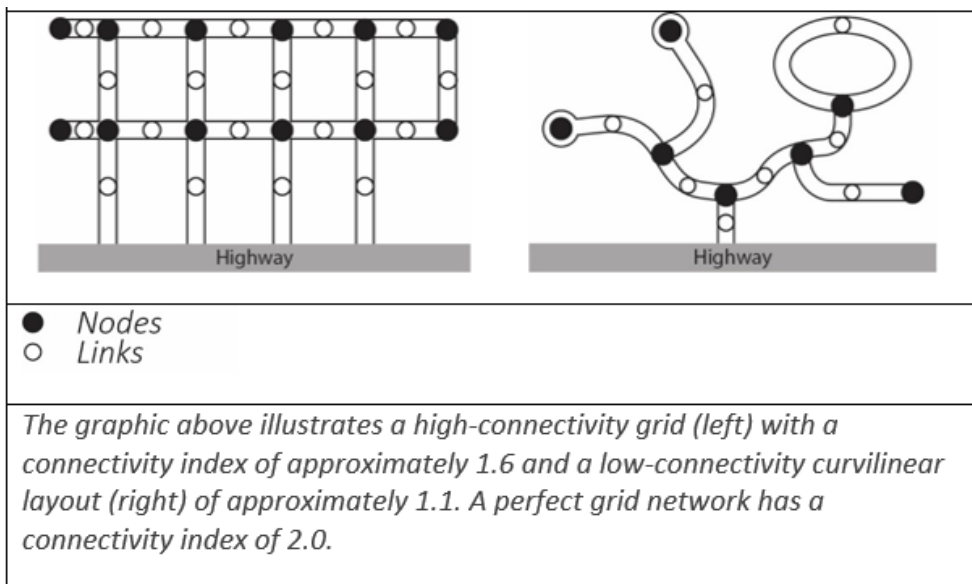 Highway
Highway
Nodes
Links
The graphic above illustrates a high-connectivity grid (left) with a
connectivity index of approximately 1.6 and a low-connectivity curvilinear
layout (right) of approximately 1.1. A perfect grid network has a
connectivity index of 2.0.